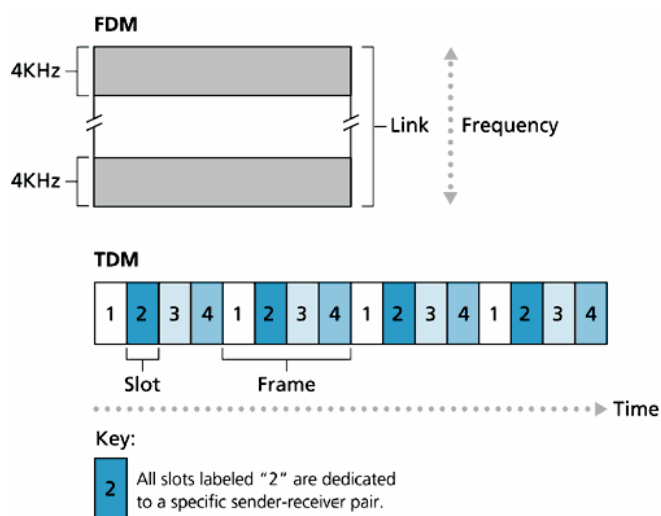 FDM
4KHz
Link
Frequency
4KHz
TDM
1 2 3 4 1 2 3 4 1 2 3 4 1 2 3 4
Slot
Frame
Time
Key:
2
All slots labeled “2” are dedicated
to a specific sender-receiver pair.